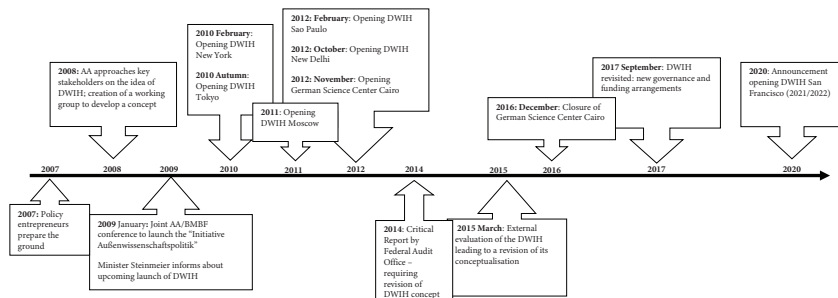 2008: AA approaches key
stakeholders on the idea of
DWIH; creation of a working
group to develop a concept
2010 February:
Opening DWIH
New York
2010 Autumn:
Opening DWIH
Tokyo
2011: Opening
DWIH Moscow
2012: February: Opening DWIH
Sao Paulo
2012: October: Opening DWIH
New Delhi
2012: November: Opening
German Science Center Cairo
2016: December: Closure of
German Science Center Cairo
2017 September: DWIH
revisited: new governance and
funding arrangements
2020: Announcement
opening DWIH San
Francisco (2021/2022)
2007 2008 2009 2010 2011 2012 2014 2015 2016 2017 2020
2007: Policy
entrepreneurs
prepare the
ground
2009 January: Joint AA/BMBF
conference to launch the “Initiative
Außenwissenschaftspolitik”
Minister Steinmeier informs about
upcoming launch of DWIH
2014: Critical
Report by
Federal Audit
Office –
requiring
revision of
DWIH concept
2015 March: External
evaluation of the DWIH
leading to a revision of its
conceptualisation